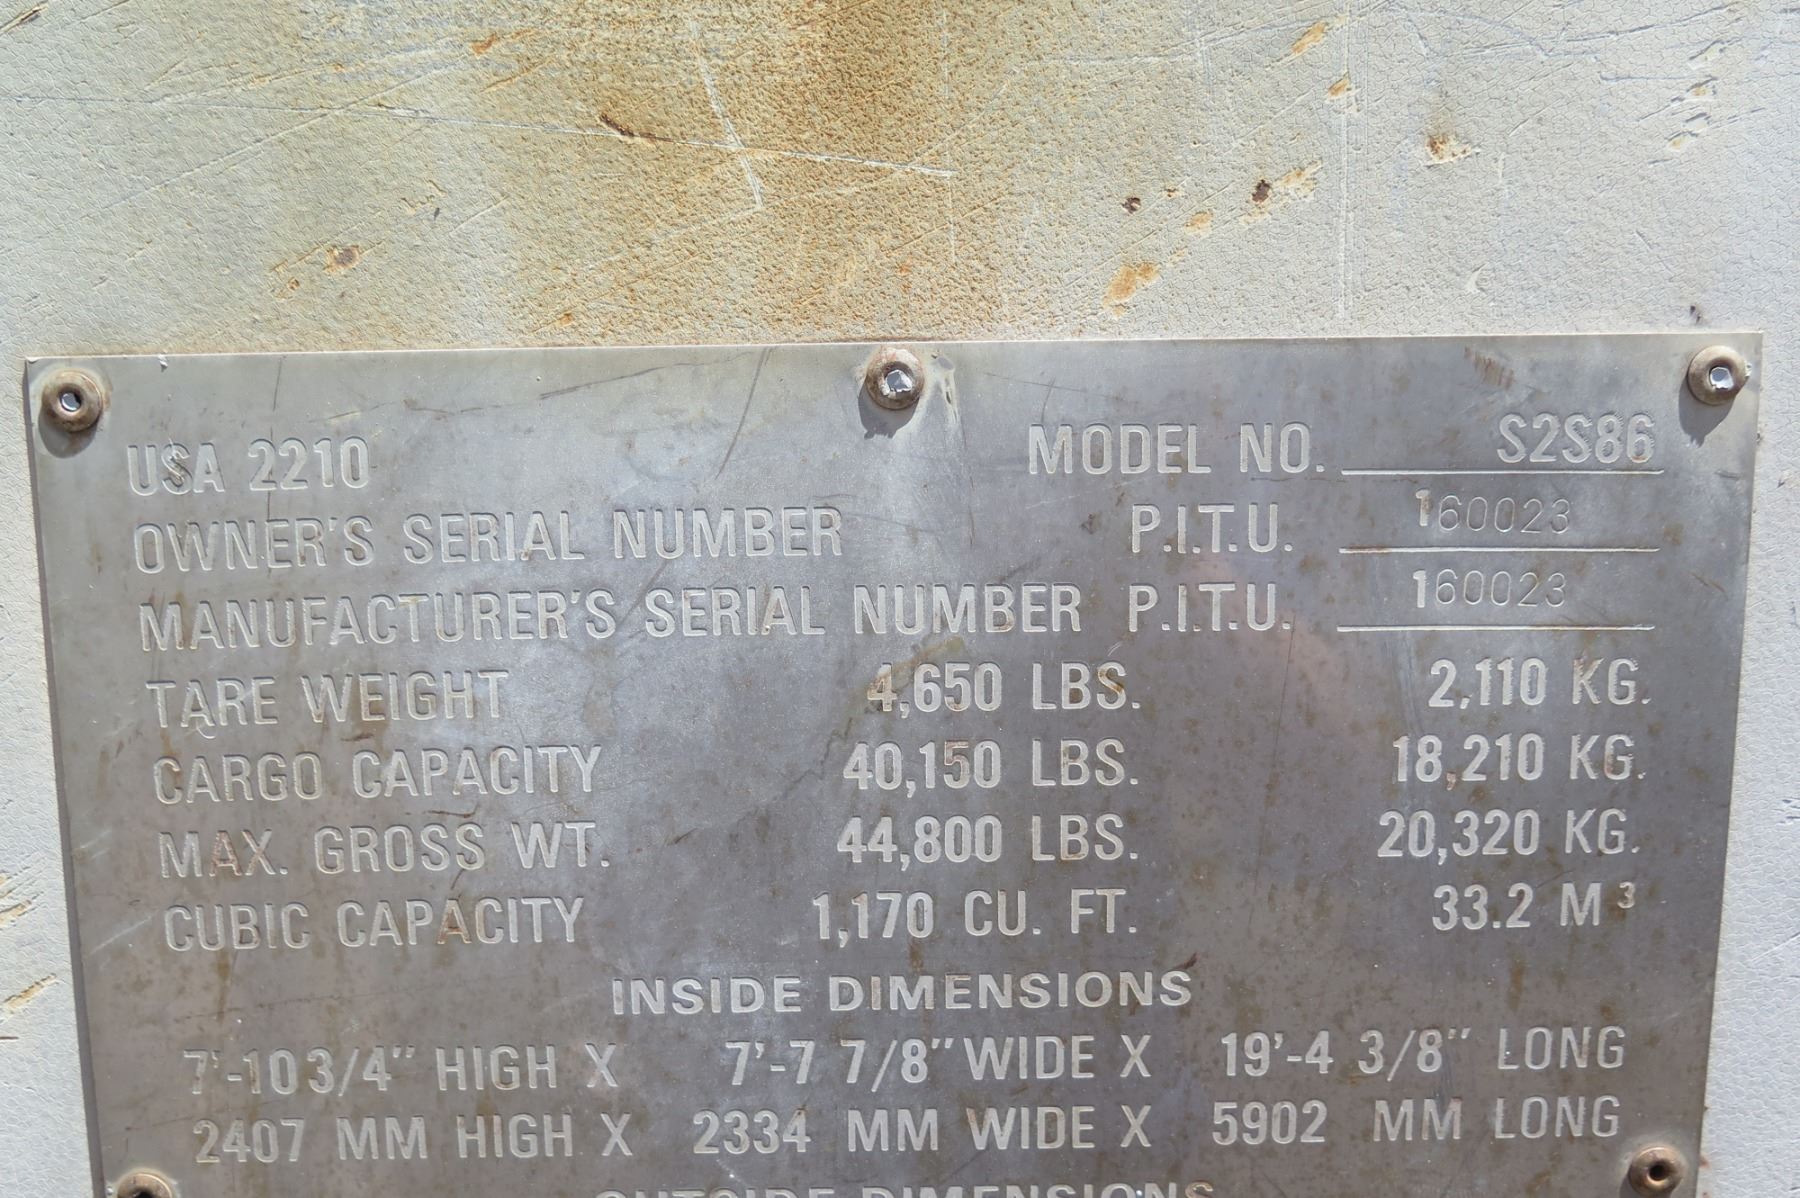 USA 2210 MODEL NO. S2S86
OWNER'S SERIAL NUMBER P.I.T.U. 160023
MANUFACTURER'S SERIAL NUMBER P.I.T.U. 160023
TARE WEIGHT 4,650 LBS. 2,110 KG.
CARGO CAPACITY 40,150 LBS. 18,210 KG.
MAX. GROSS WT. 44,800 LBS. 20,320 KG.
CUBIC CAPACITY 1,170 CU. FT. 33.2 M³
INSIDE DIMENSIONS
7'-10 3/4" HIGH X 7'-7 7/8" WIDE X 19'-4 3/8" LONG
2407 MM HIGH X 2334 MM WIDE X 5902 MM LONG
OUTSIDE DIMENSIONS